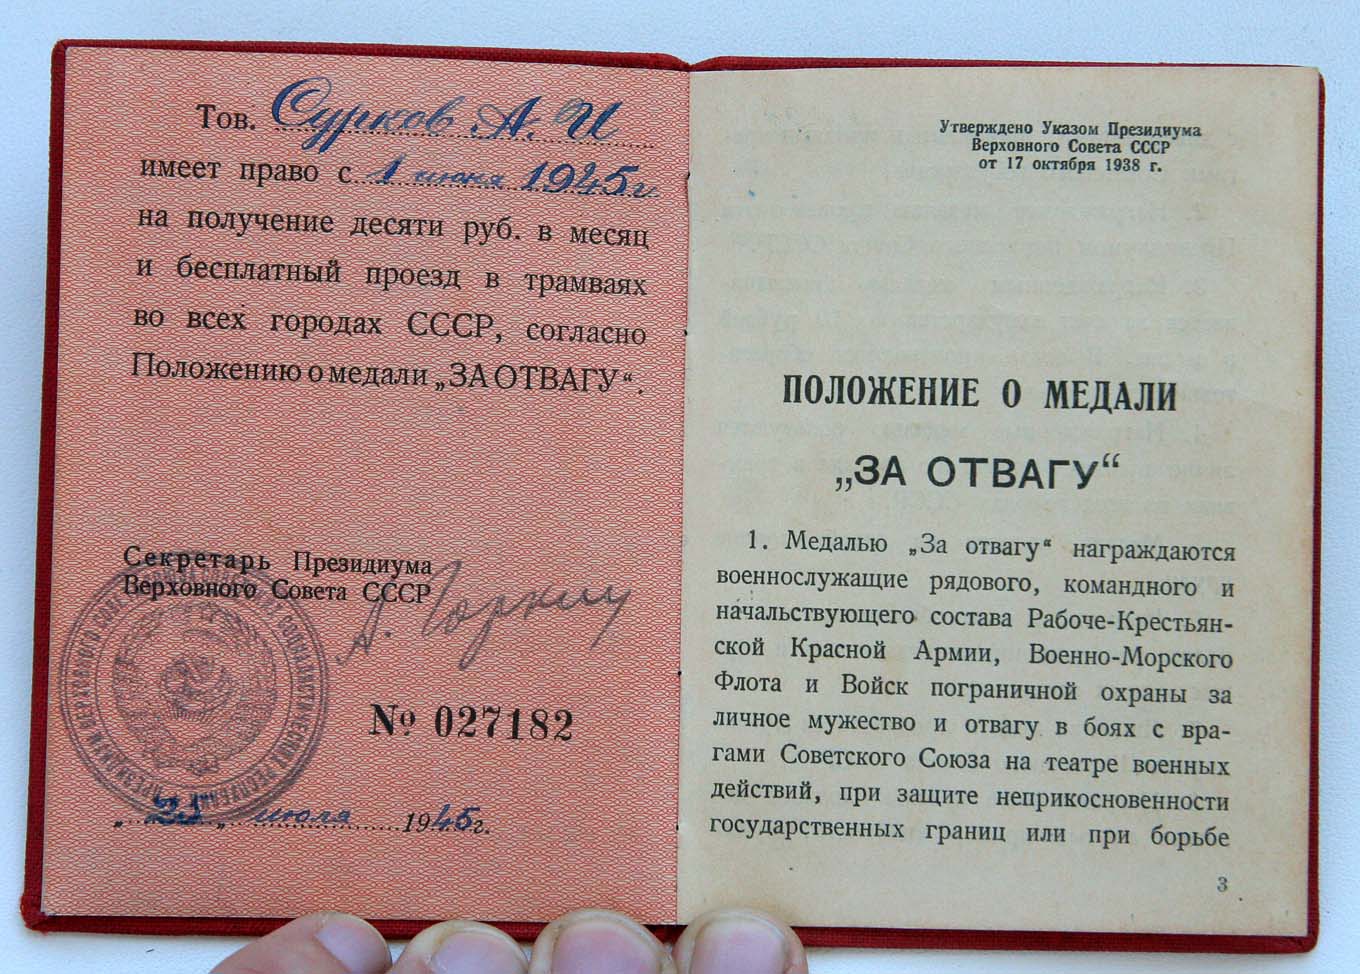 Тов. Сурков А. И
имеет право с 1 июня 1945 г.
на получение десяти руб. в месяц
и бесплатный проезд в трамваях
во всех городах СССР, согласно
Положению о медали „ЗА ОТВАГУ“.
Секретарь Президиума
Верховного Совета СССР
А. Горкин
№ 027182
„21„ июля 1945г.
Утверждено Указом Президиума
Верховного Совета СССР
от 17 октября 1938 г.
ПОЛОЖЕНИЕ О МЕДАЛИ
„ЗА ОТВАГУ“
1. Медалью „За отвагу“ награждаются
военнослужащие рядового, командного и
начальствующего состава Рабоче-Крестьян-
ской Красной Армии, Военно-Морского
Флота и Войск пограничной охраны за
личное мужество и отвагу в боях с вра-
гами Советского Союза на театре военных
действий, при защите неприкосновенности
государственных границ или при борьбе
3